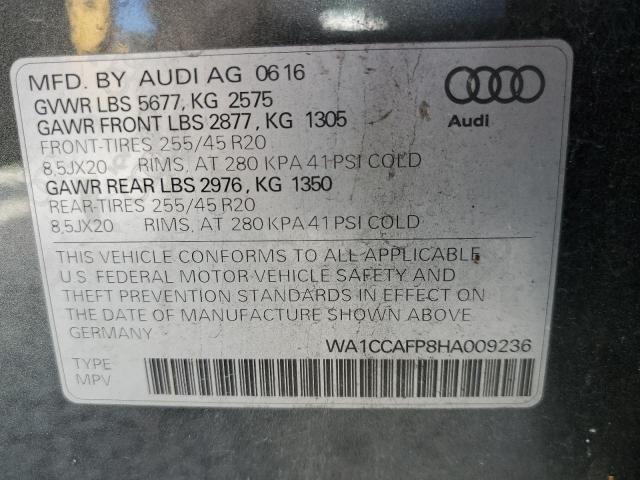 MFD. BY AUDI AG 0616
GVWR LBS 5677, KG 2575
GAWR FRONT LBS 2877, KG 1305
FRONT-TIRES 255/45 R20
8,5JX20 RIMS, AT 280 KPA 41 PSI COLD
GAWR REAR LBS 2976, KG 1350
REAR-TIRES 255/45 R20
8,5JX20 RIMS, AT 280 KPA 41 PSI COLD
Audi
THIS VEHICLE CONFORMS TO ALL APPLICABLE
U.S. FEDERAL MOTOR VEHICLE SAFETY AND
THEFT PREVENTION STANDARDS IN EFFECT ON
THE DATE OF MANUFACTURE SHOWN ABOVE
GERMANY
WA1CCAFP8HA009236
TYPE
MPV